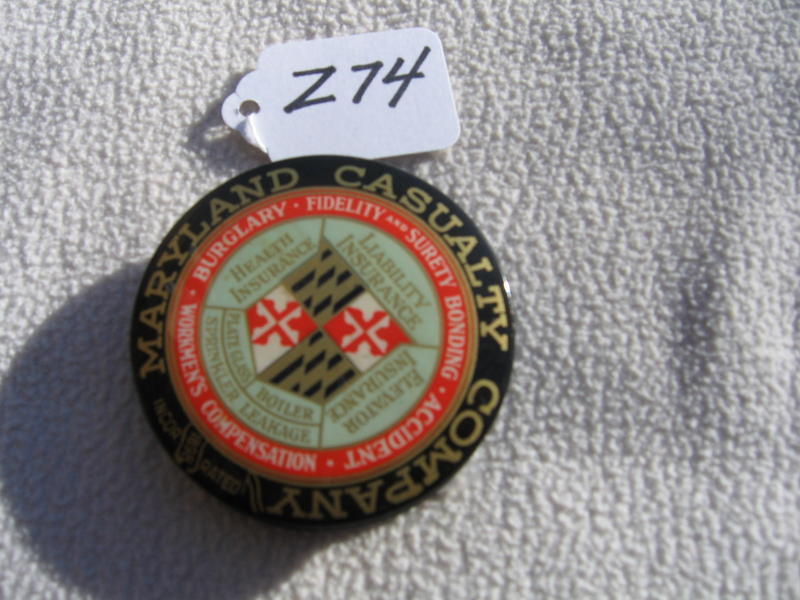 Z74
MARYLAND CASUALTY COMPANY
INCORPORATED
BURGLARY · FIDELITY AND SURETY BONDING · ACCIDENT · WORKMEN'S COMPENSATION ·
HEALTH
INSURANCE
LIABILITY
INSURANCE
ELEVATOR
INSURANCE
BOILER
PLATE GLASS
SPRINKLER LEAKAGE